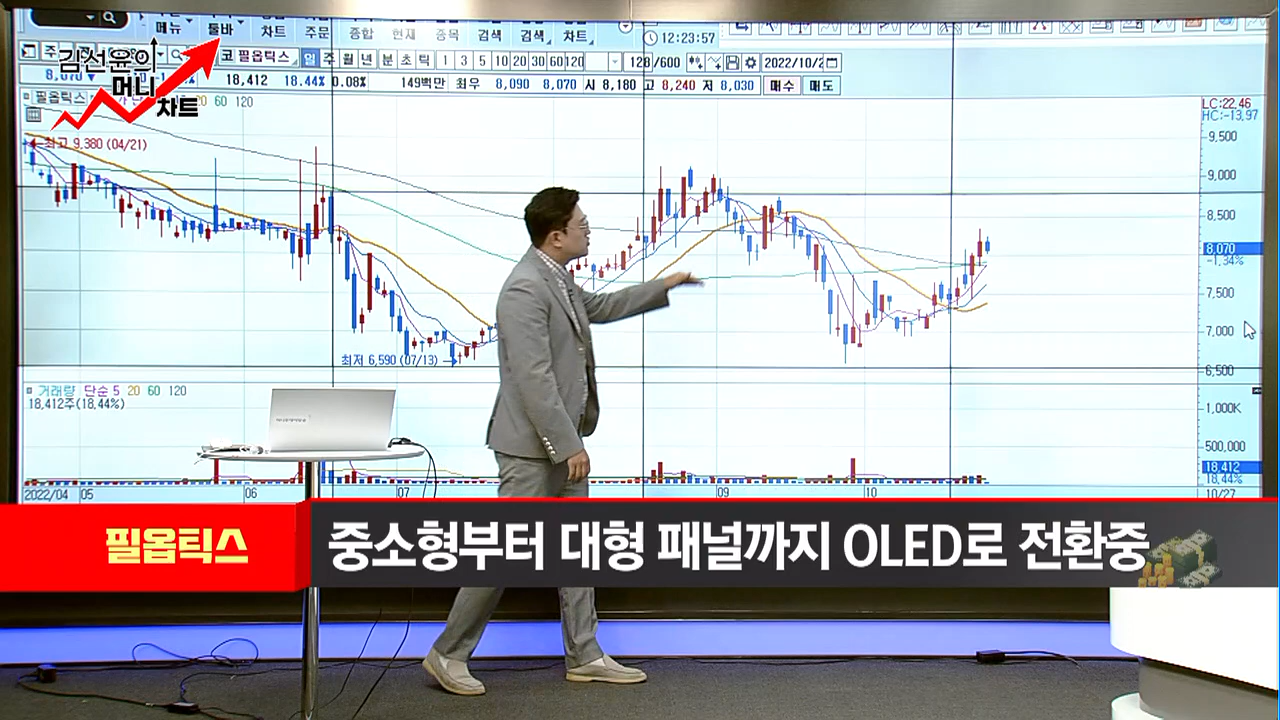 메뉴 툴바 차트 주문 종합 현재 종목 검색 검색 차트
12:23:57
김선윤의
머니
차트
필옵틱스 일 주 월 년 분 초 틱 1 3 5 10 20 30 60 120 128 /600
18,412 18.44% 0.08% 149백만 최우 8,090 8,070 시 8,180 고 8,240 저 8,030 매수 매도
필옵틱스 20 60 120
LC:22.46
HC:-13.97
최고 9,380 (04/21)
9,500
9,000
8,500
8,070
-1.34%
7,500
7,000
6,500
최저 6,590 (07/13)
거래량 단순 5 20 60 120
18,412주(18.44%)
1,000K
500,000
18,412
18.44%
2022/04 05 06 07 09 10 10/27
필옵틱스
중소형부터 대형 패널까지 OLED로 전환중